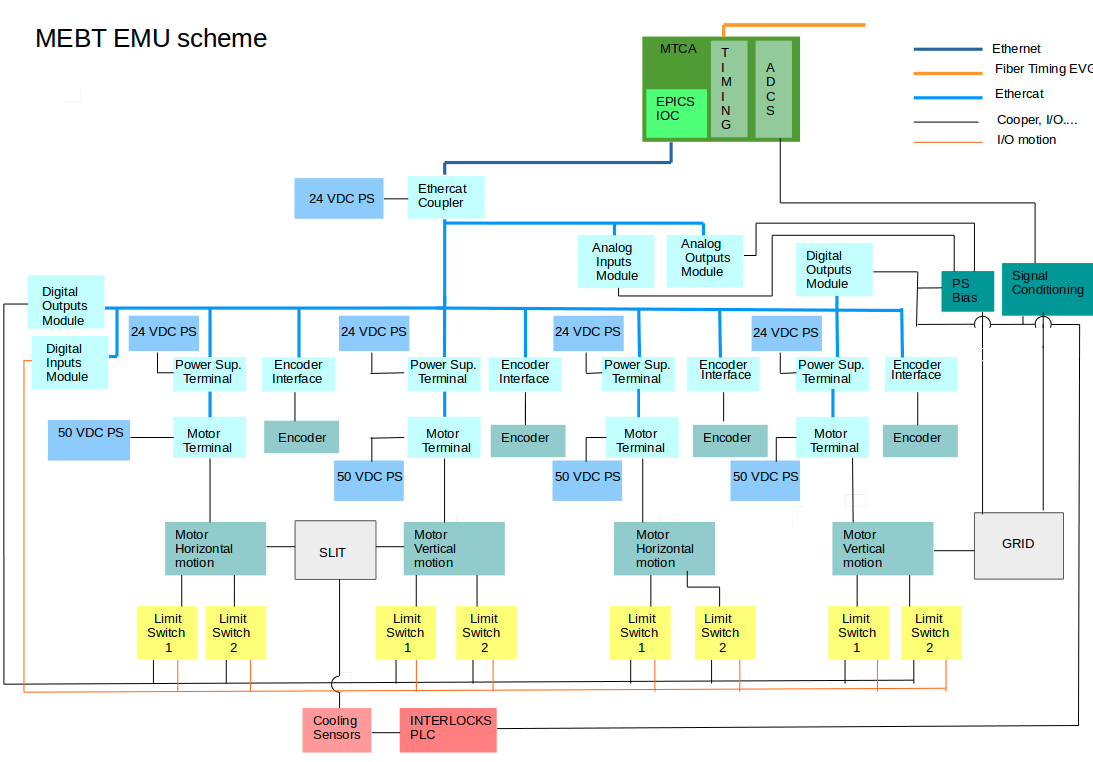 MEBT EMU scheme
MTCA
T
I
M
I
N
G
A
D
C
S
EPICS
IOC
Ethernet
Fiber Timing EVG
Ethercat
Cooper, I/O....
I/O motion
24 VDC PS
Ethercat
Coupler
Analog
Inputs
Module
Analog
Outputs
Module
Digital
Outputs
Module
PS
Bias
Signal
Conditioning
Digital
Outputs
Module
Digital
Inputs
Module
24 VDC PS
24 VDC PS
24 VDC PS
24 VDC PS
Power Sup.
Terminal
Encoder
Interface
Power Sup.
Terminal
Encoder
Interface
Power Sup.
Terminal
Encoder
Interface
Power Sup.
Terminal
Encoder
Interface
50 VDC PS
Motor
Terminal
Encoder
Motor
Terminal
Encoder
Motor
Terminal
Encoder
Motor
Terminal
Encoder
50 VDC PS
50 VDC PS
50 VDC PS
Motor
Horizontal
motion
SLIT
Motor
Vertical
motion
Motor
Horizontal
motion
Motor
Vertical
motion
GRID
Limit
Switch
1
Limit
Switch
2
Limit
Switch
1
Limit
Switch
2
Limit
Switch
1
Limit
Switch
2
Limit
Switch
1
Limit
Switch
2
Cooling
Sensors
INTERLOCKS
PLC